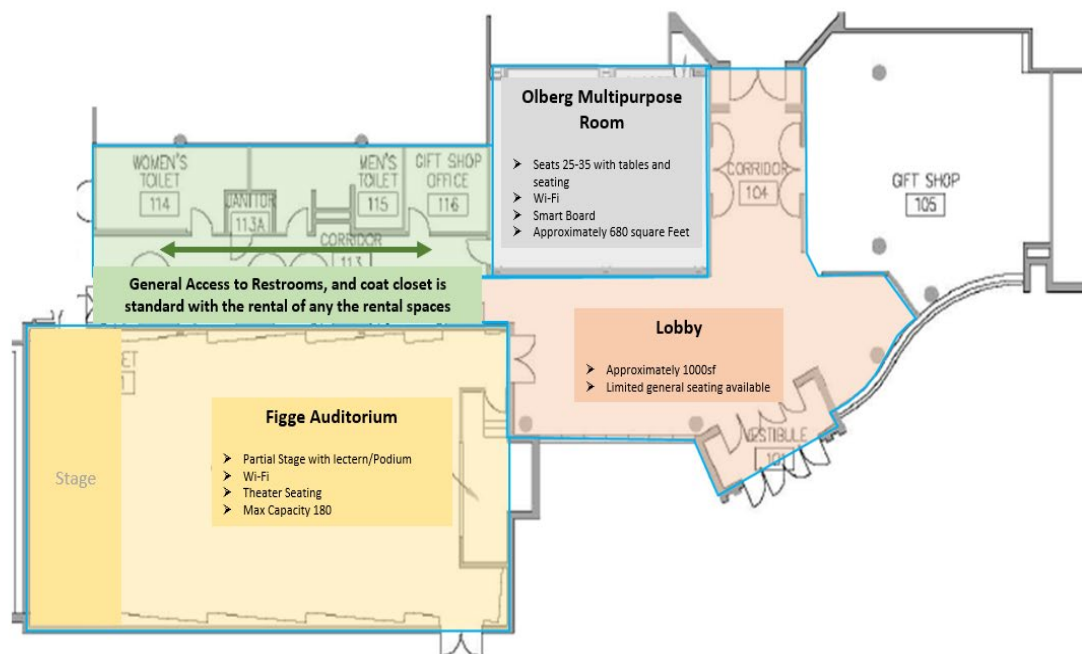 Olberg Multipurpose
Room
➢ Seats 25-35 with tables and
seating
➢ Wi-Fi
➢ Smart Board
➢ Approximately 680 square Feet
WOMEN'S
TOILET
114
JANITOR
113A
MEN'S
TOILET
115
GIFT SHOP
OFFICE
116
CORRIDOR
113
CORRIDOR
104
GIFT SHOP
105
General Access to Restrooms, and coat closet is
standard with the rental of any the rental spaces
Lobby
➢ Approximately 1000sf
➢ Limited general seating available
VESTIBULE
Figge Auditorium
➢ Partial Stage with lectern/Podium
➢ Wi-Fi
➢ Theater Seating
➢ Max Capacity 180
Stage